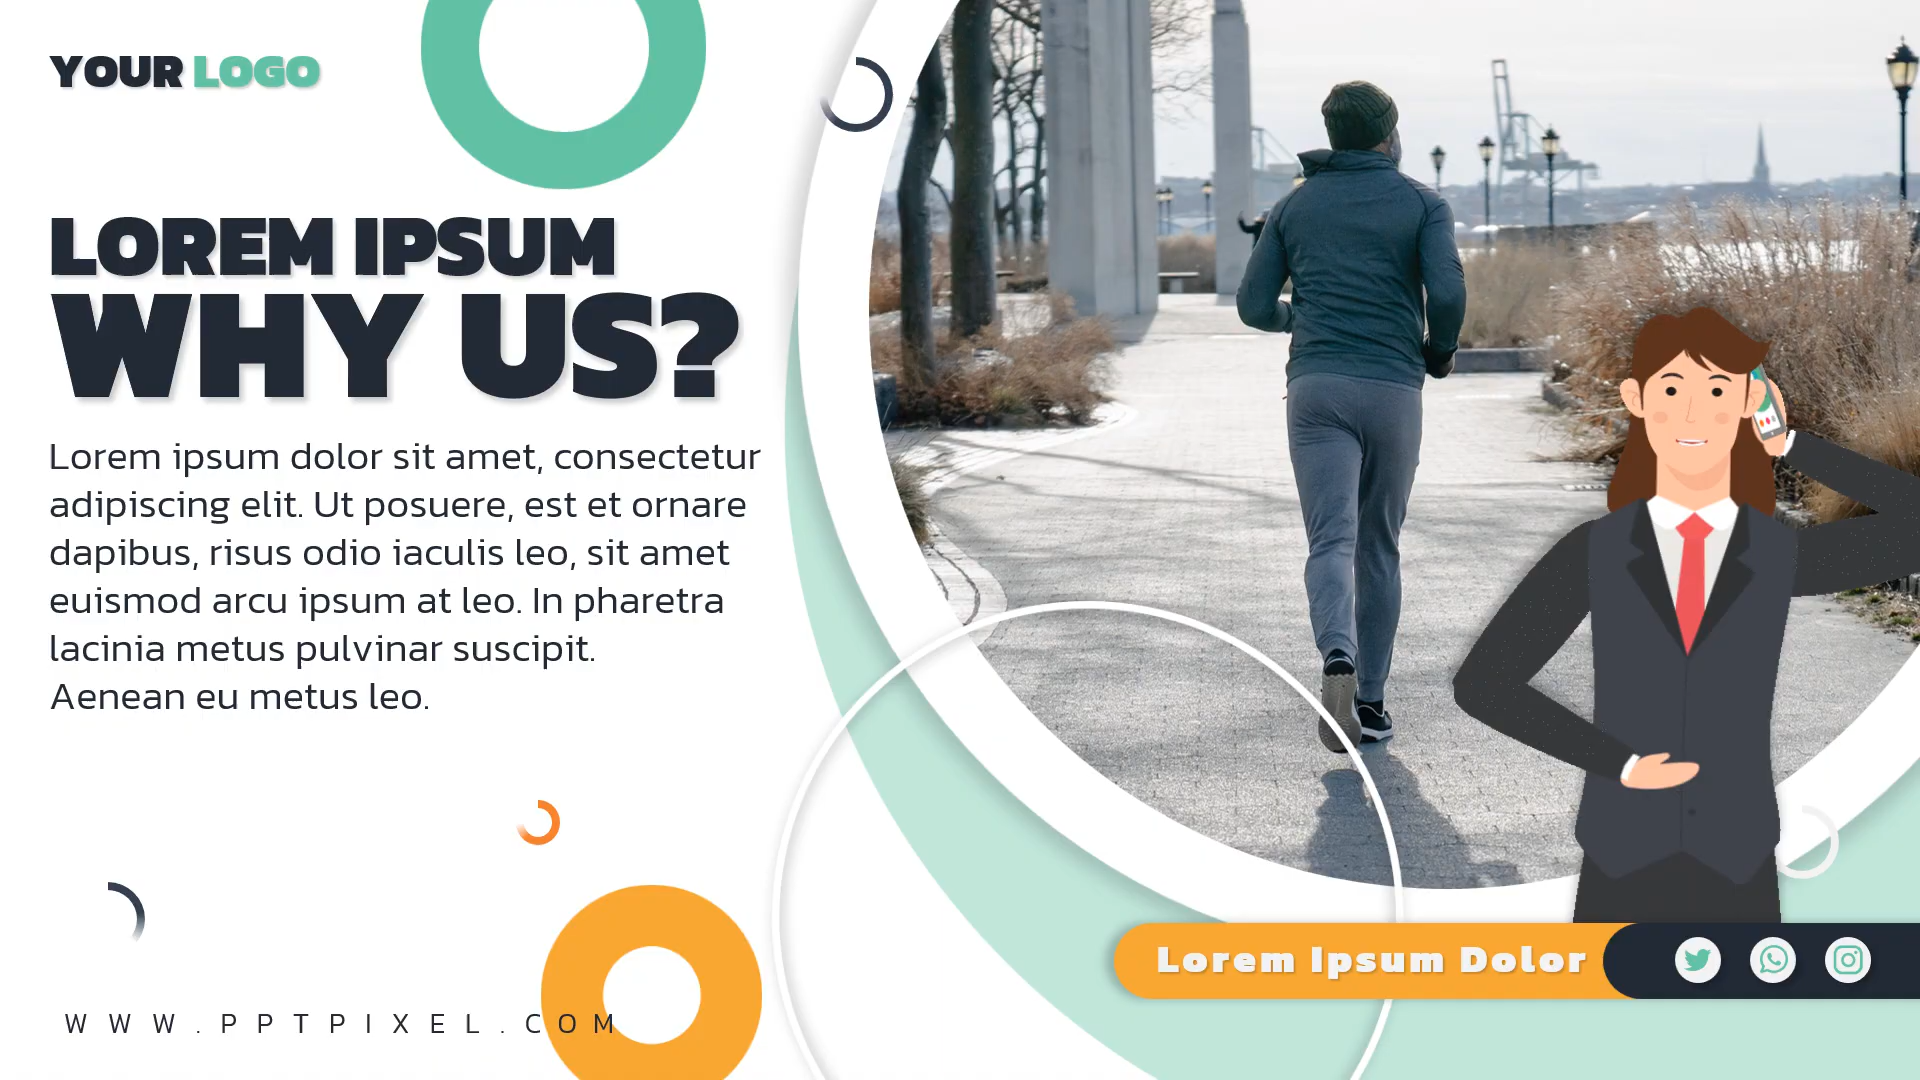 YOUR LOGO
LOREM IPSUM
WHY US?
Lorem ipsum dolor sit amet, consectetur
adipiscing elit. Ut posuere, est et ornare
dapibus, risus odio iaculis leo, sit amet
euismod arcu ipsum at leo. In pharetra
lacinia metus pulvinar suscipit.
Aenean eu metus leo.
Lorem Ipsum Dolor
WWW.PPTPIXEL.COM